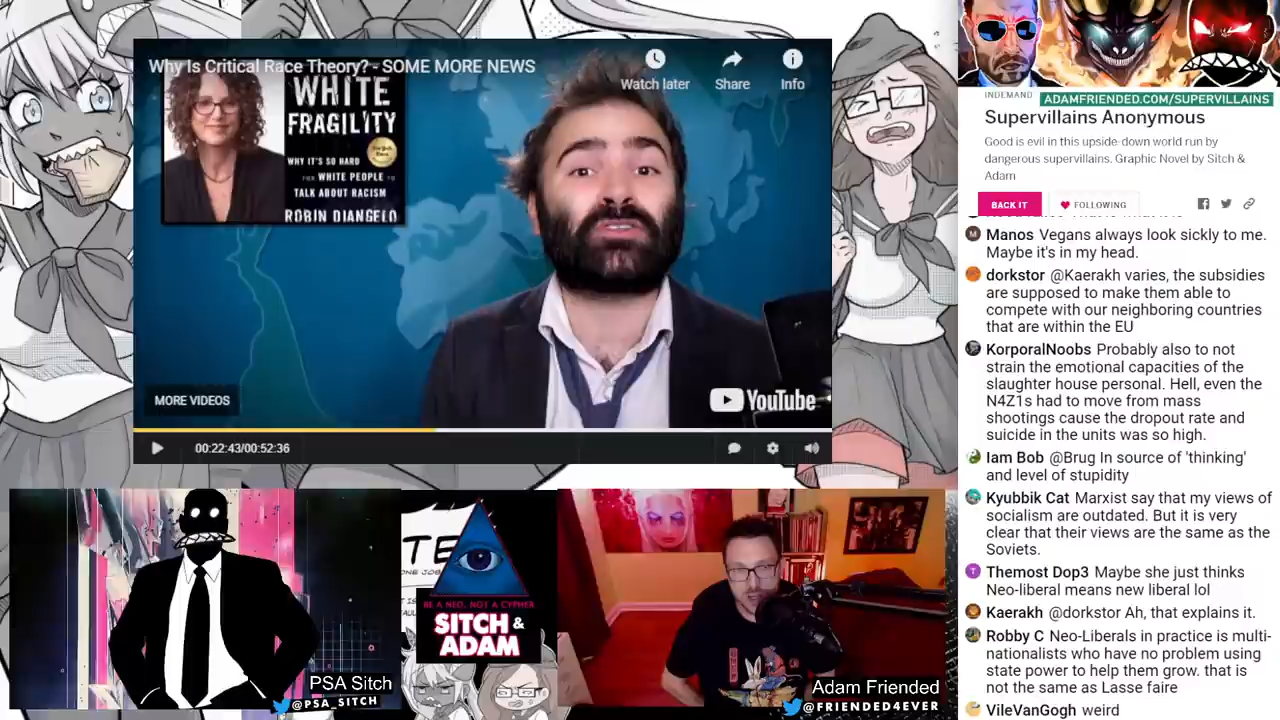 Why Is Critical Race Theory? - SOME MORE NEWS
Watch later
Share
Info
WHITE
FRAGILITY
WHY IT'S SO HARD
FOR WHITE PEOPLE TO
TALK ABOUT RACISM
ROBIN DIANGELO
MORE VIDEOS
YouTube
00:22:43/00:52:36
INDEMAND
ADAMFRIENDED.COM/SUPERVILLAINS
Supervillains Anonymous
Good is evil in this upside-down world run by
dangerous supervillains. Graphic Novel by Sitch &
Adam
BACK IT
FOLLOWING
Manos Vegans always look sickly to me.
Maybe it's in my head.
dorkstor @Kaerakh varies, the subsidies
are supposed to make them able to
compete with our neighboring countries
that are within the EU
KorporalNoobs Probably also to not
strain the emotional capacities of the
slaughter house personal. Hell, even the
N4Z1s had to move from mass
shootings cause the dropout rate and
suicide in the units was so high.
Iam Bob @Brug In source of 'thinking'
and level of stupidity
Kyubbik Cat Marxist say that my views of
socialism are outdated. But it is very
clear that their views are the same as the
Soviets.
Themost Dop3 Maybe she just thinks
Neo-liberal means new liberal lol
Kaerakh @dorkstor Ah, that explains it.
Robby C Neo-Liberals in practice is multi-
nationalists who have no problem using
state power to help them grow. that is
not the same as Lasse faire
VileVanGogh weird
BE A NEO, NOT A CYPHER
SITCH &
ADAM
PSA Sitch
@PSA_SITCH
Adam Friended
@FRIENDED4EVER